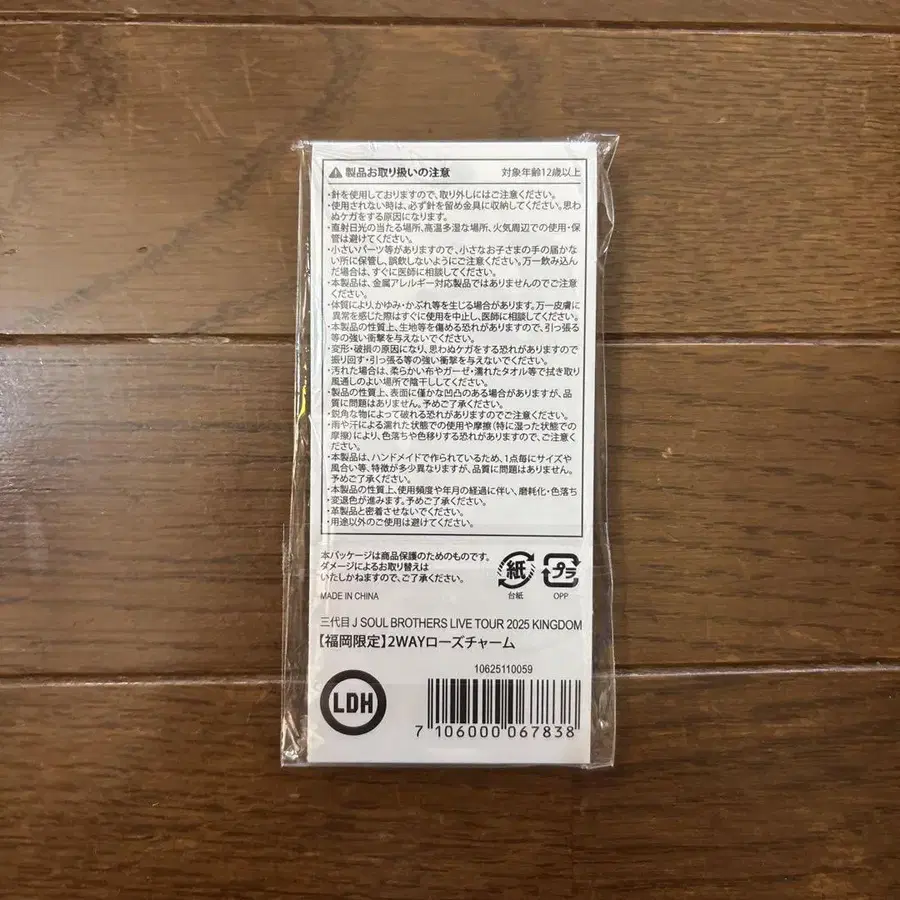 ⚠ 製品お取り扱いの注意 対象年齢12歳以上
・針を使用しておりますので、取り外しにはご注意ください。
・使用されない時は、必ず針を留め金具に収納してください。思わ
ぬケガをする原因になります。
・直射日光の当たる場所、高温多湿な場所、火気周辺での使用・保
管は避けてください。
・小さいパーツ等がありますので、小さなお子さまの手の届かな
い所に保管し、誤飲しないようにご注意ください。万一飲み込ん
だ場合は、すぐに医師に相談してください。
・本製品は、金属アレルギー対応製品ではありませんのでご注意
ください。
・体質により、かゆみ・かぶれ等を生じる場合があります。万一皮膚に
異常を感じた際はすぐに使用を中止し、医師に相談してください。
・本製品の性質上、生地等を傷める恐れがありますので、引っ張る
等の強い衝撃を与えないでください。
・変形・破損の原因になり、思わぬケガをする恐れがありますので
振り回す・引っ張る等の強い衝撃を与えないでください。
・汚れた場合は、柔らかい布やガーゼ・濡れたタオル等で拭き取り
風通しのよい場所で陰干ししてください。
・製品の性質上、表面に僅かな凹凸のある場合がありますが、品
質に問題はありません。予めご了承ください。
・鋭角な物によって破れる恐れがありますのでご注意ください。
・雨や汗による濡れた状態での使用や摩擦(特に湿った状態での
摩擦)により、色落ちや色移りする恐れがありますので、ご注意くだ
さい。
・本製品は、ハンドメイドで作られているため、1点毎にサイズや
風合い等、特徴が多少異なりますが、品質に問題はありません。
予めご了承ください。
・本製品の性質上、使用頻度や年月の経過に伴い、磨耗化・色落ち
・変退色が進みます。予めご了承ください。
・革製品と密着させないでください。
・用途以外のご使用は避けてください。
本パッケージは商品保護のためのものです。
ダメージによるお取り替えは
いたしかねますので、ご了承ください。
紙 プラ
台紙 OPP
MADE IN CHINA
三代目 J SOUL BROTHERS LIVE TOUR 2025 KINGDOM
【福岡限定】2WAYローズチャーム
10625110059
LDH
7 106000 067838